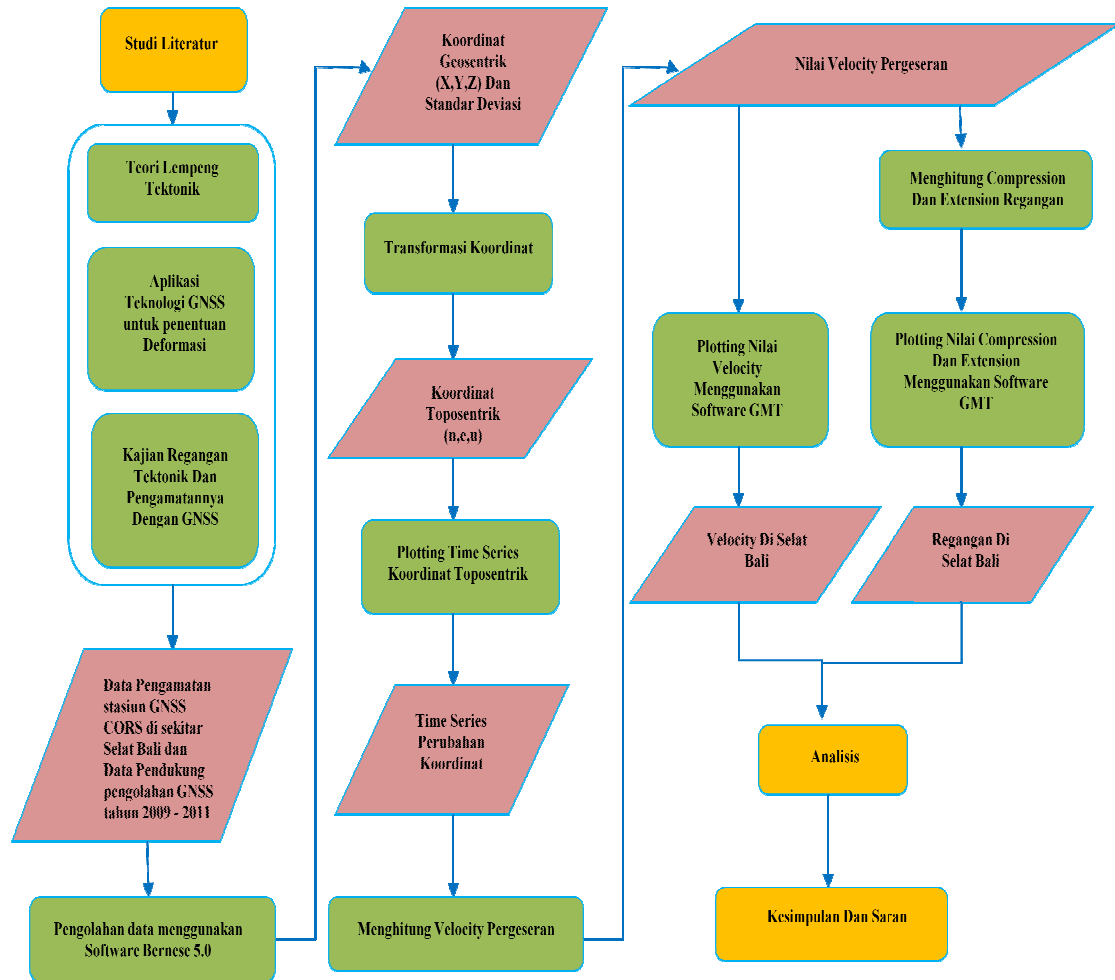 Studi Literatur
Teori Lempeng
Tektonik
Aplikasi
Teknologi GNSS
untuk penentuan
Deformasi
Kajian Regangan
Tektonik Dan
Pengamatannya
Dengan GNSS
Data Pengamatan
stasiun GNSS
CORS di sekitar
Selat Bali dan
Data Pendukung
pengolahan GNSS
tahun 2009 - 2011
Pengolahan data menggunakan
Software Bernese 5.0
Koordinat
Geosentrik
(X,Y,Z) Dan
Standar Deviasi
Transformasi Koordinat
Koordinat
Toposentrik
(n,e,u)
Plotting Time Series
Koordinat Toposentrik
Time Series
Perubahan
Koordinat
Menghitung Velocity Pergeseran
Nilai Velocity Pergeseran
Menghitung Compression
Dan Extension Regangan
Plotting Nilai
Velocity
Menggunakan
Software GMT
Plotting Nilai Compression
Dan Extension
Menggunakan Software
GMT
Velocity Di Selat
Bali
Regangan Di
Selat Bali
Analisis
Kesimpulan Dan Saran